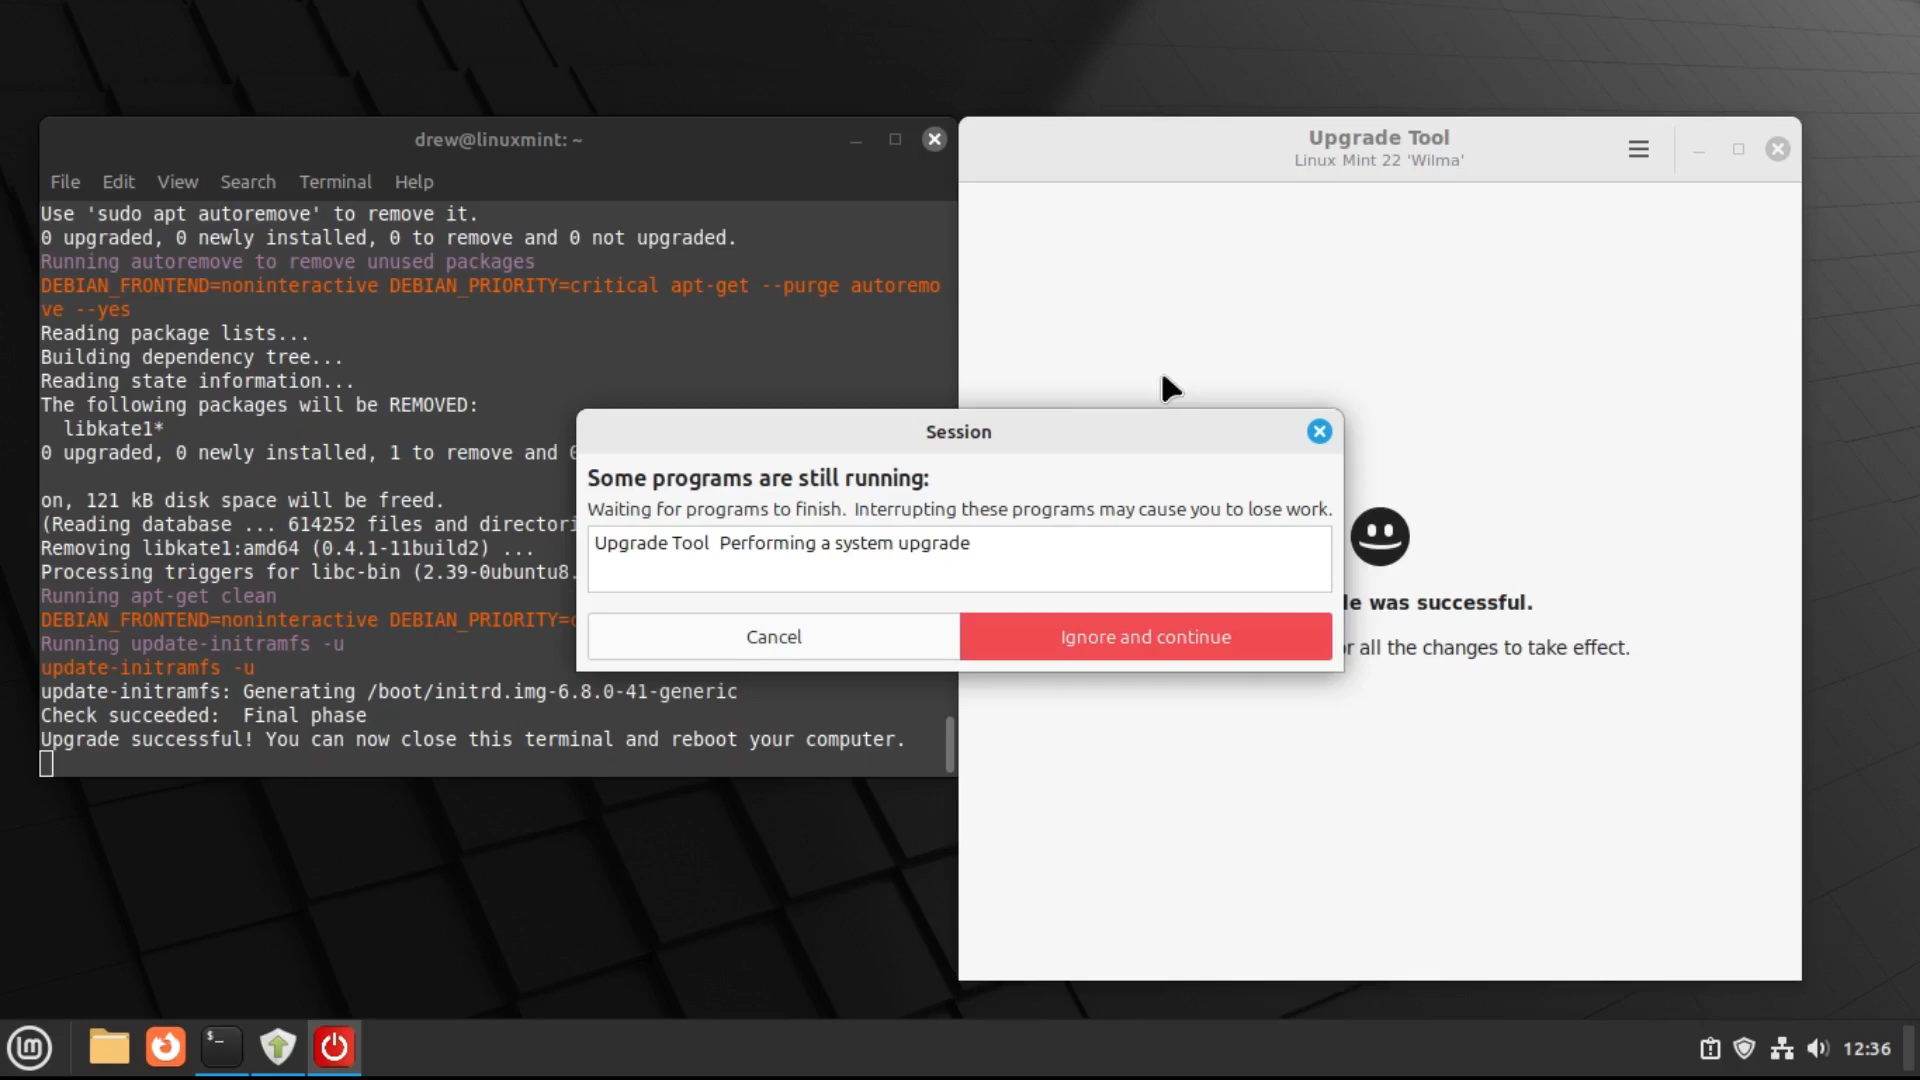 drew@linuxmint: ~
File Edit View Search Terminal Help
Use 'sudo apt autoremove' to remove it.
0 upgraded, 0 newly installed, 0 to remove and 0 not upgraded.
Running autoremove to remove unused packages
DEBIAN_FRONTEND=noninteractive DEBIAN_PRIORITY=critical apt-get --purge autoremo
ve --yes
Reading package lists...
Building dependency tree...
Reading state information...
The following packages will be REMOVED:
libkate1*
0 upgraded, 0 newly installed, 1 to remove and
on, 121 kB disk space will be freed.
(Reading database ... 614252 files and directori
Removing libkate1:amd64 (0.4.1-11build2) ...
Processing triggers for libc-bin (2.39-0ubuntu8.
Running apt-get clean
DEBIAN_FRONTEND=noninteractive DEBIAN_PRIORITY=
Running update-initramfs -u
update-initramfs -u
update-initramfs: Generating /boot/initrd.img-6.8.0-41-generic
Check succeeded: Final phase
Upgrade successful! You can now close this terminal and reboot your computer.
Upgrade Tool
Linux Mint 22 'Wilma'
was successful.
all the changes to take effect.
Session
Some programs are still running:
Waiting for programs to finish. Interrupting these programs may cause you to lose work.
Upgrade Tool Performing a system upgrade
Cancel
Ignore and continue
12:36